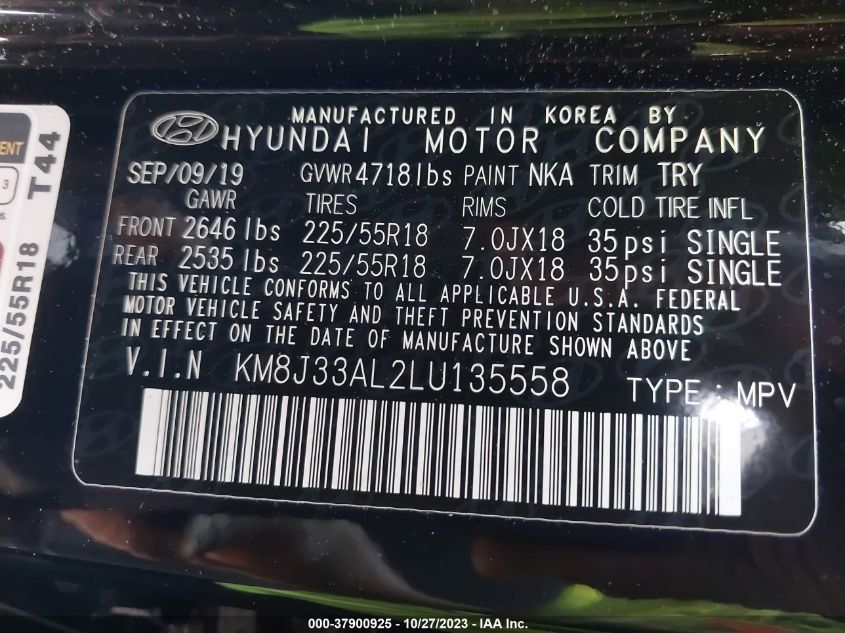 MANUFACTURED IN KOREA BY
HYUNDAI MOTOR COMPANY
SEP/09/19 GVWR 4718lbs PAINT NKA TRIM TRY
GAWR TIRES RIMS COLD TIRE INFL
FRONT 2646 lbs 225/55R18 7.0JX18 35psi SINGLE
REAR 2535 lbs 225/55R18 7.0JX18 35psi SINGLE
THIS VEHICLE CONFORMS TO ALL APPLICABLE U.S.A. FEDERAL
MOTOR VEHICLE SAFETY AND THEFT PREVENTION STANDARDS
IN EFFECT ON THE DATE OF MANUFACTURE SHOWN ABOVE
V.I.N KM8J33AL2LU135558 TYPE : MPV
225/55R18 T44
3
000-37900925 - 10/27/2023 - IAA.com